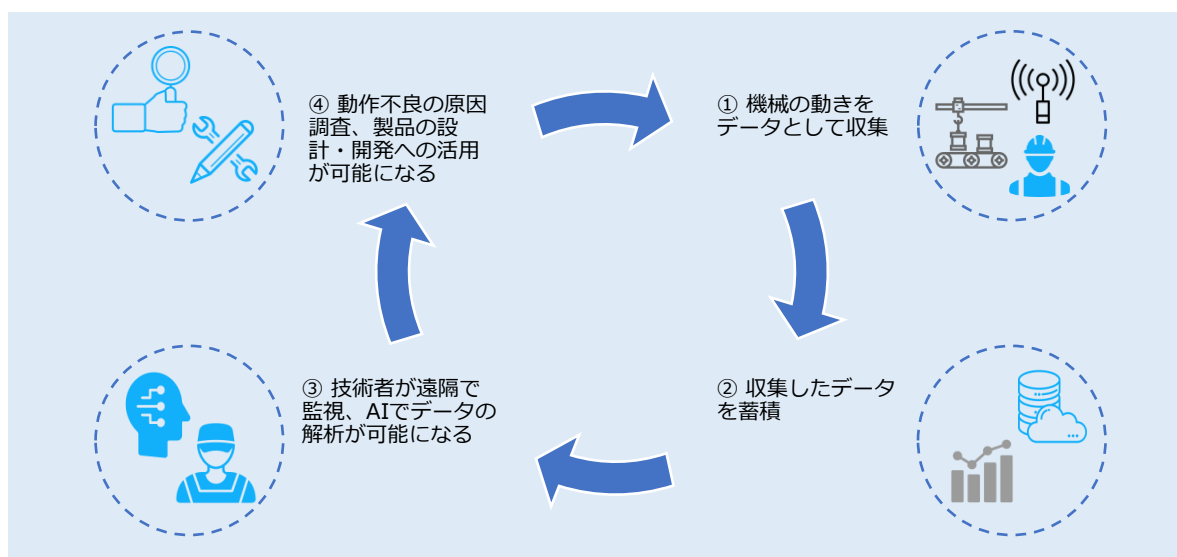 ④ 動作不良の原因
調査、製品の設
計・開発への活用
が可能になる
① 機械の動きを
データとして収集
③ 技術者が遠隔で
監視、AIでデータの
解析が可能になる
② 収集したデータ
を蓄積